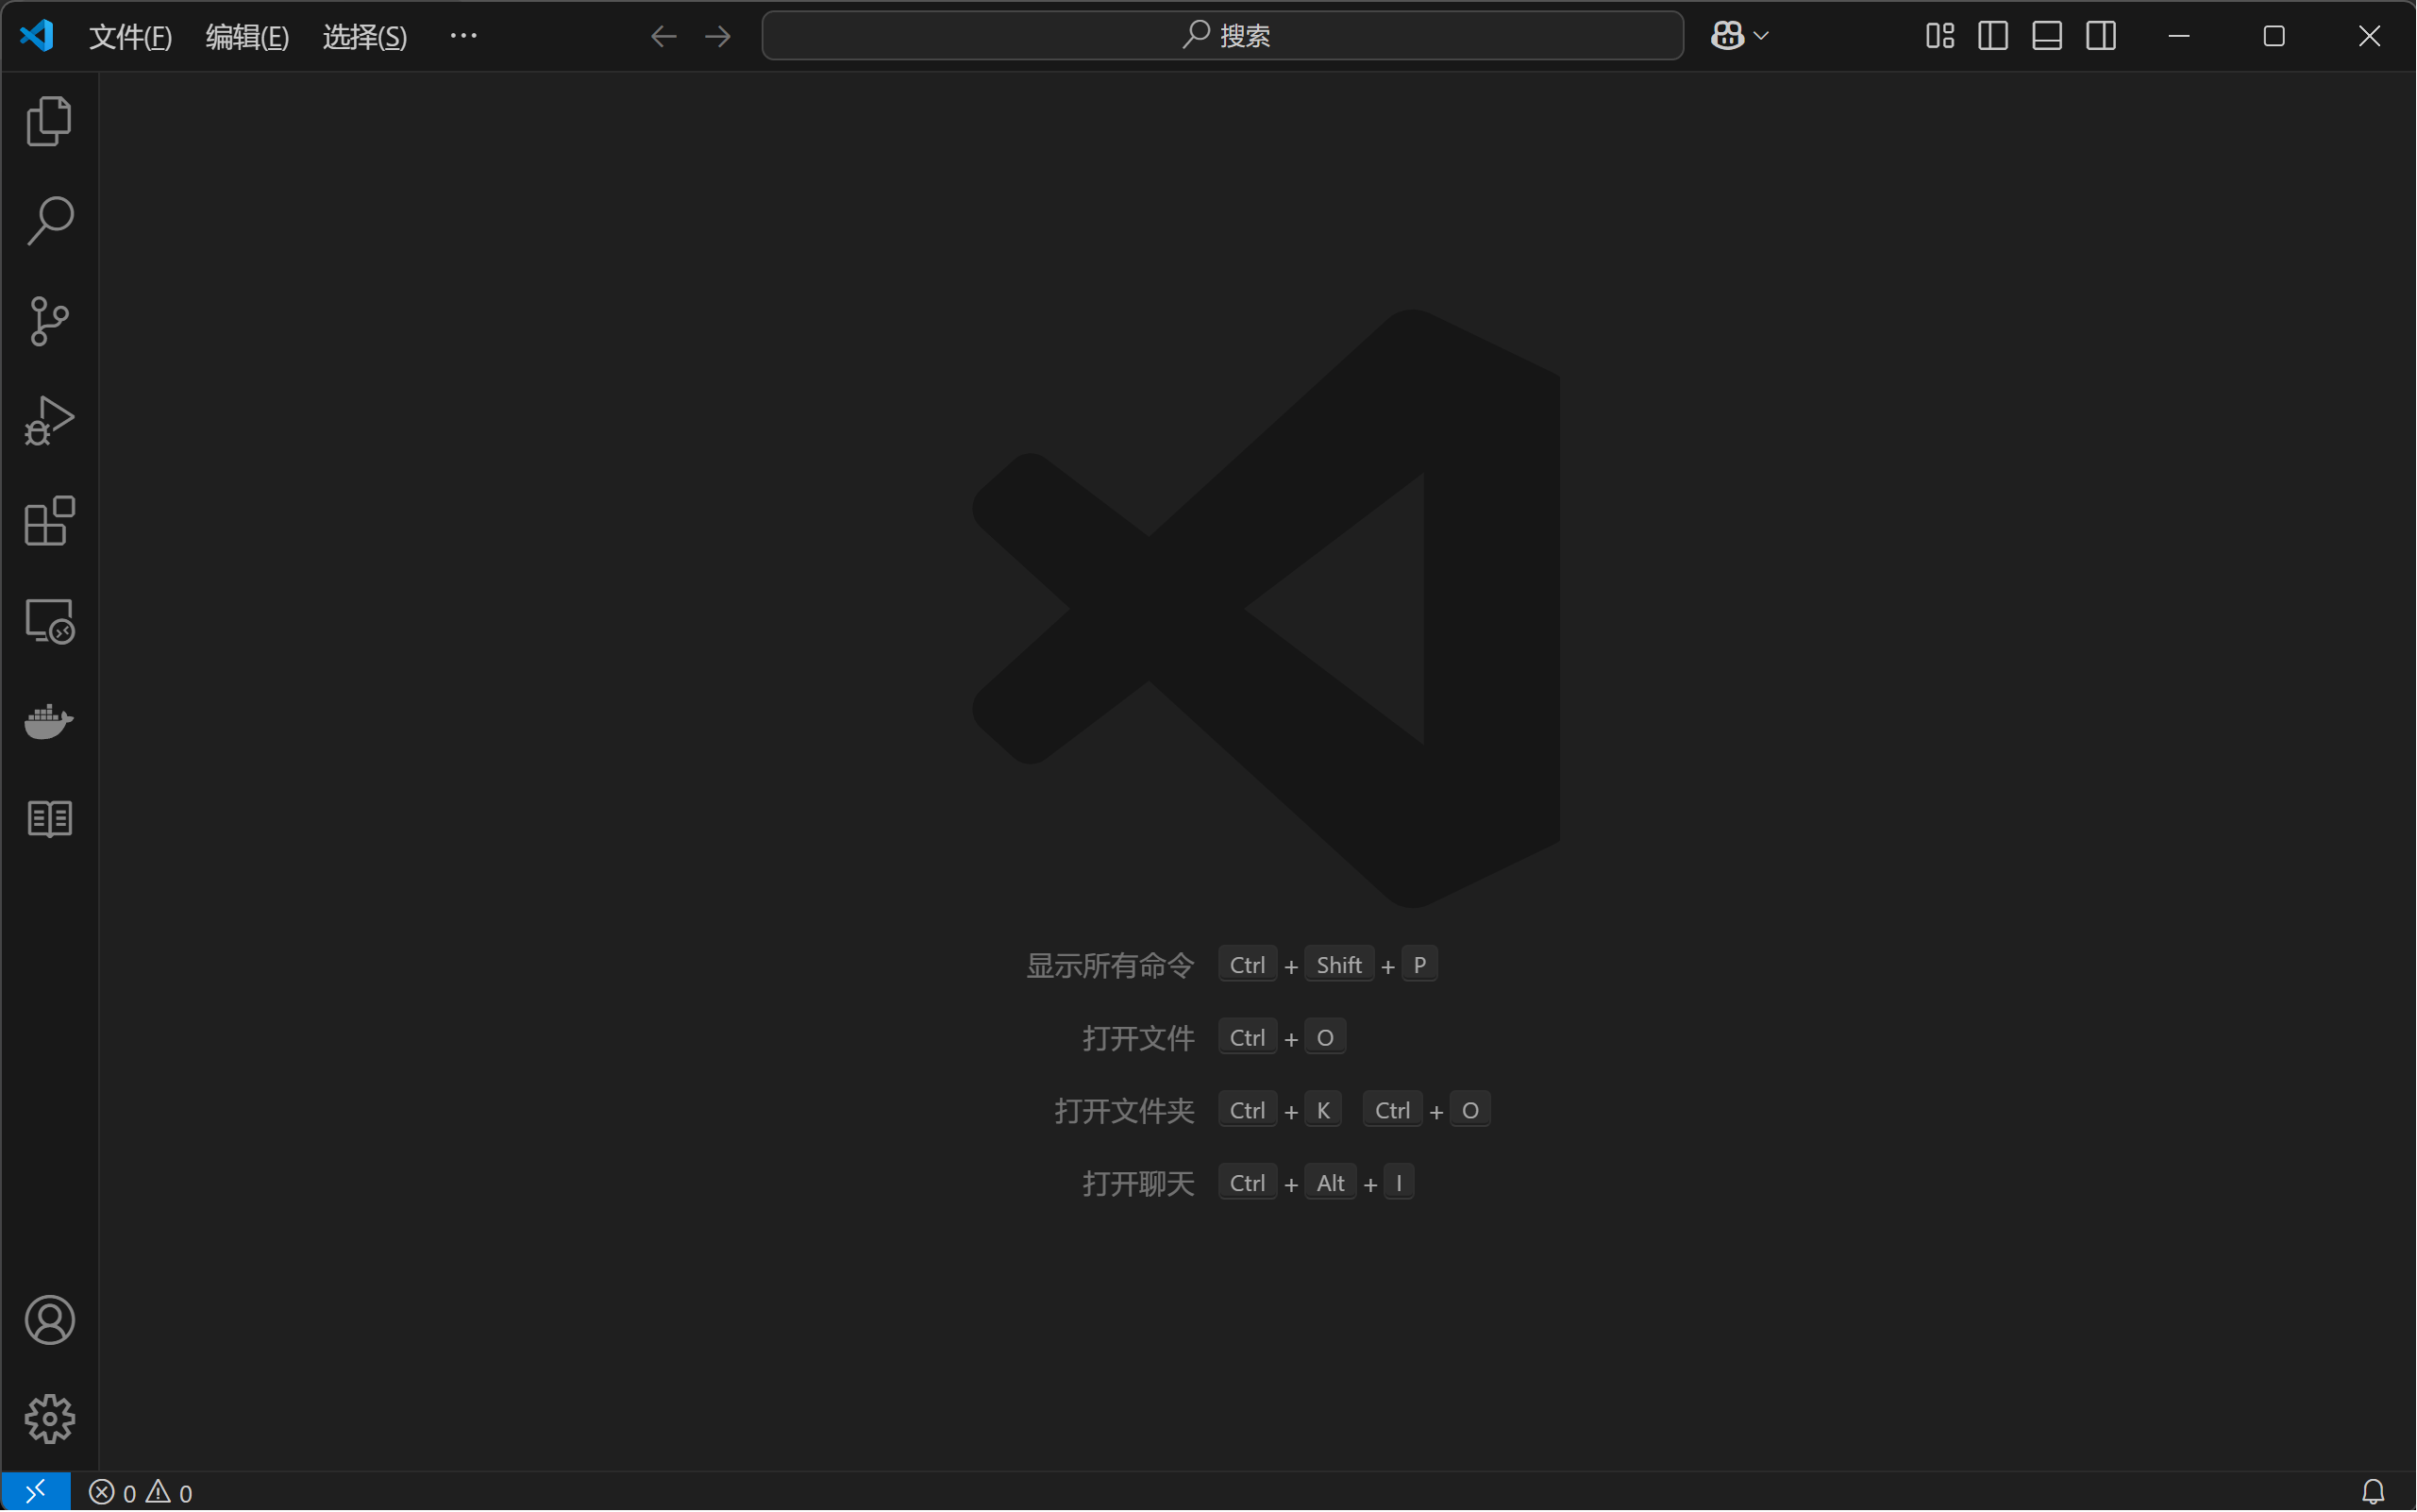 文件(F) 编辑(E) 选择(S) ··· 搜索
显示所有命令 Ctrl + Shift + P
打开文件 Ctrl + O
打开文件夹 Ctrl + K Ctrl + O
打开聊天 Ctrl + Alt + I
0 0